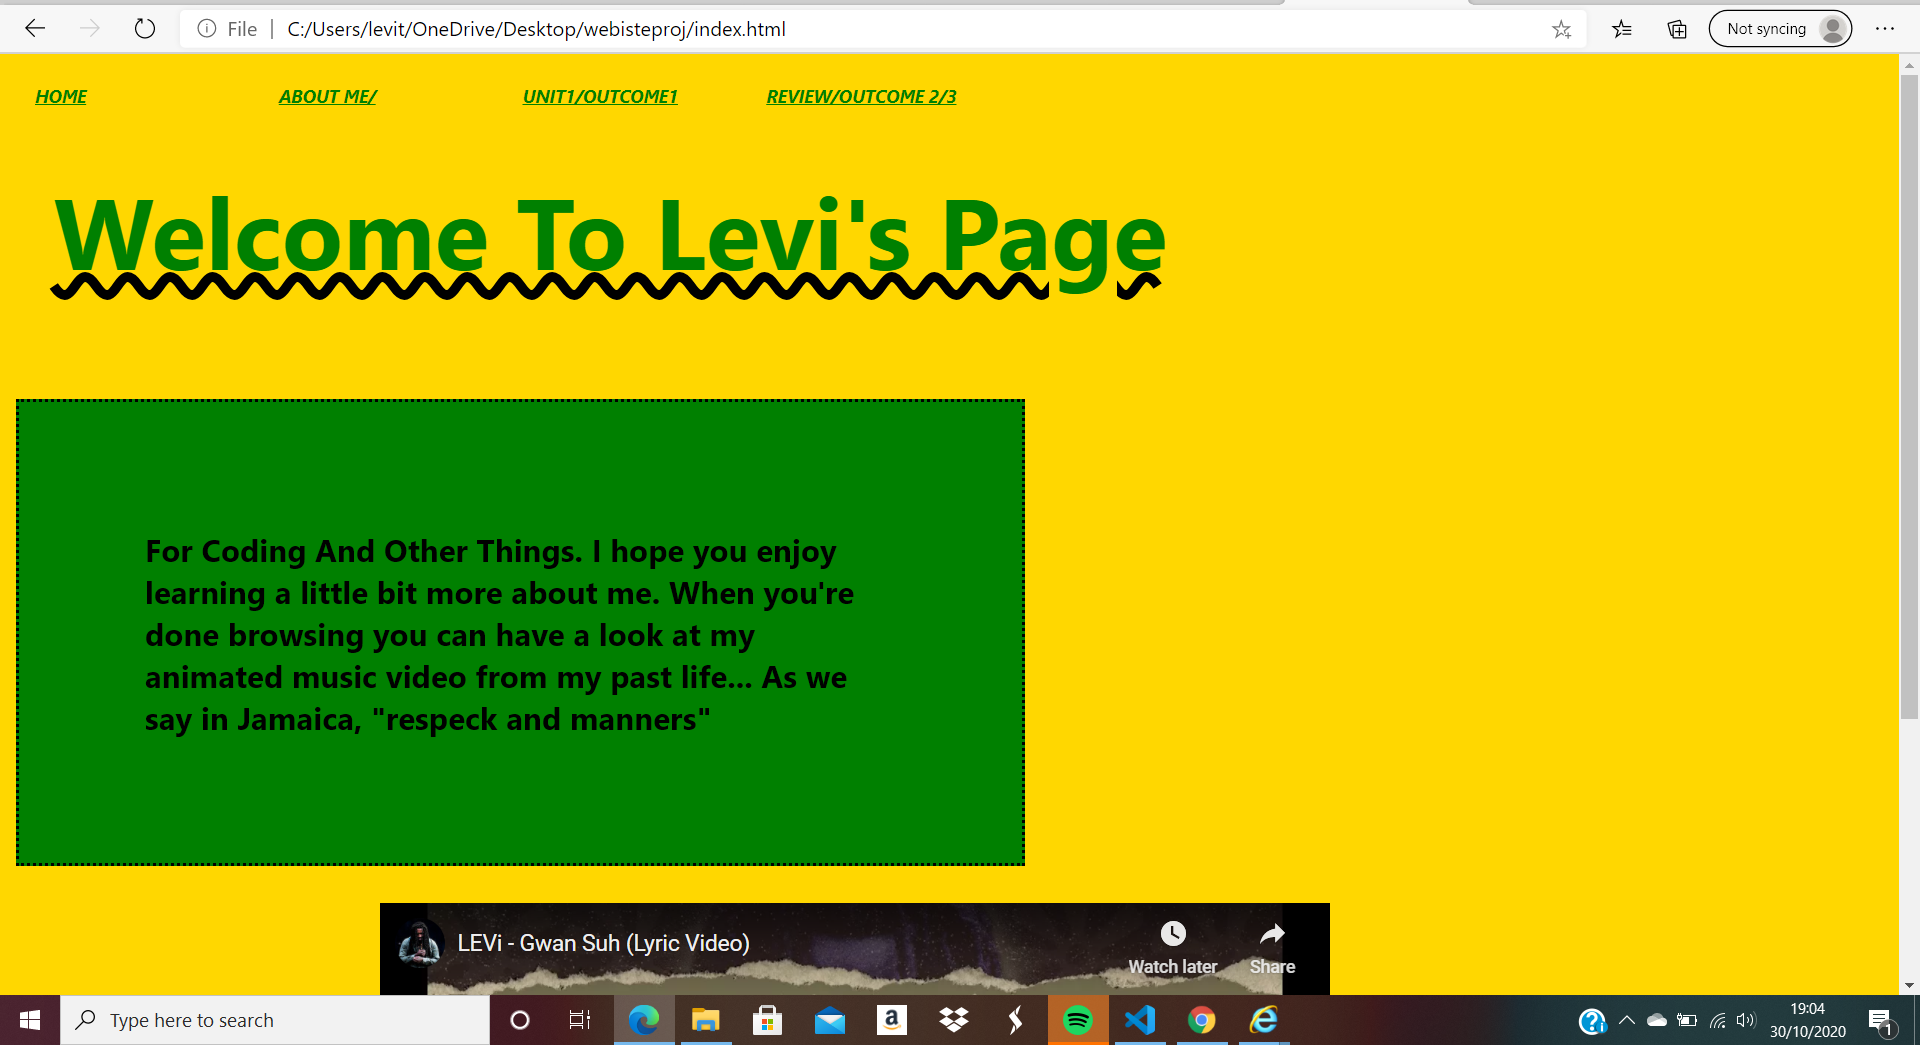 File | C:/Users/levit/OneDrive/Desktop/webisteproj/index.html
Not syncing
HOME ABOUT ME/ UNIT1/OUTCOME1 REVIEW/OUTCOME 2/3
Welcome To Levi's Page
For Coding And Other Things. I hope you enjoy
learning a little bit more about me. When you're
done browsing you can have a look at my
animated music video from my past life... As we
say in Jamaica, "respeck and manners"
LEVi - Gwan Suh (Lyric Video)
Watch later Share
Type here to search
19:04
30/10/2020
1